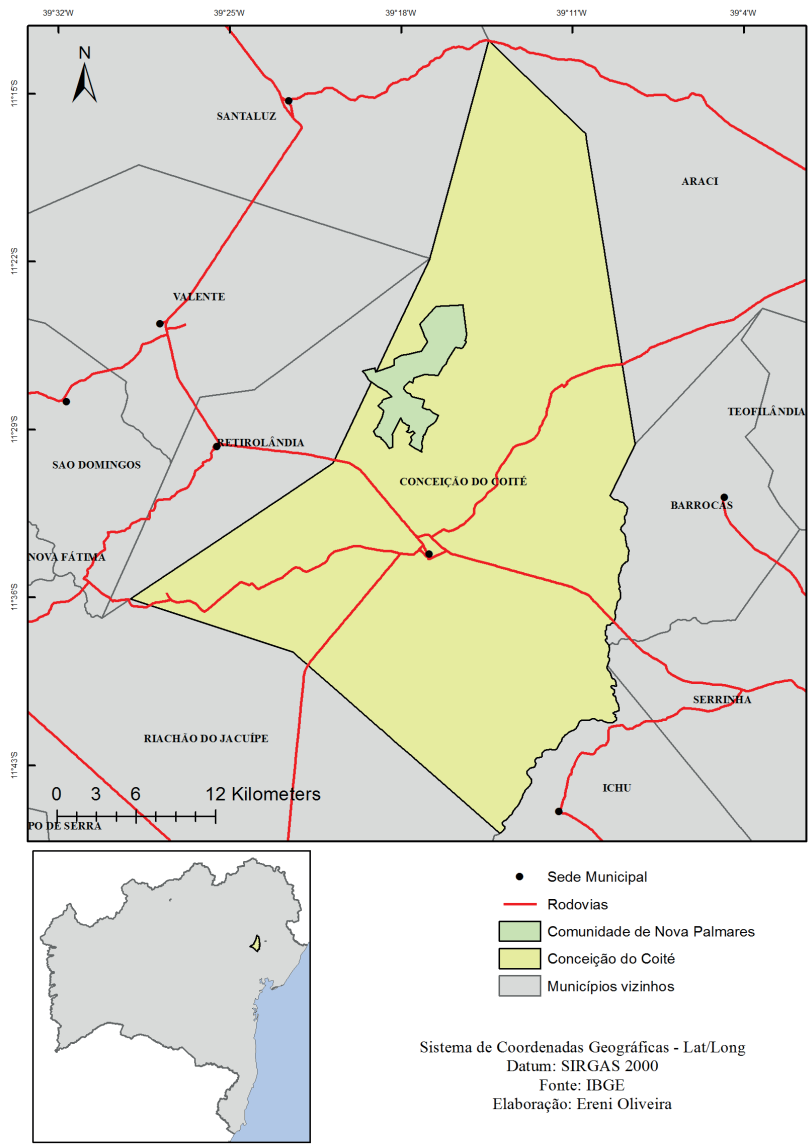 39°32'W
39°25'W
39°18'W
39°11'W
39°4'W
N
11°15'S
SANTALUZ
ARACI
11°22'S
VALENTE
TEOFILÂNDIA
11°29'S
RETIROLÂNDIA
SAO DOMINGOS
CONCEIÇÃO DO COITÉ
BARROCAS
NOVA FÁTIMA
11°36'S
SERRINHA
RIACHÃO DO JACUÍPE
11°43'S
ICHU
0 3 6 12 Kilometers
PO DE SERRA
Sede Municipal
Rodovias
Comunidade de Nova Palmares
Conceição do Coité
Municípios vizinhos
Sistema de Coordenadas Geográficas - Lat/Long
Datum: SIRGAS 2000
Fonte: IBGE
Elaboração: Ereni Oliveira